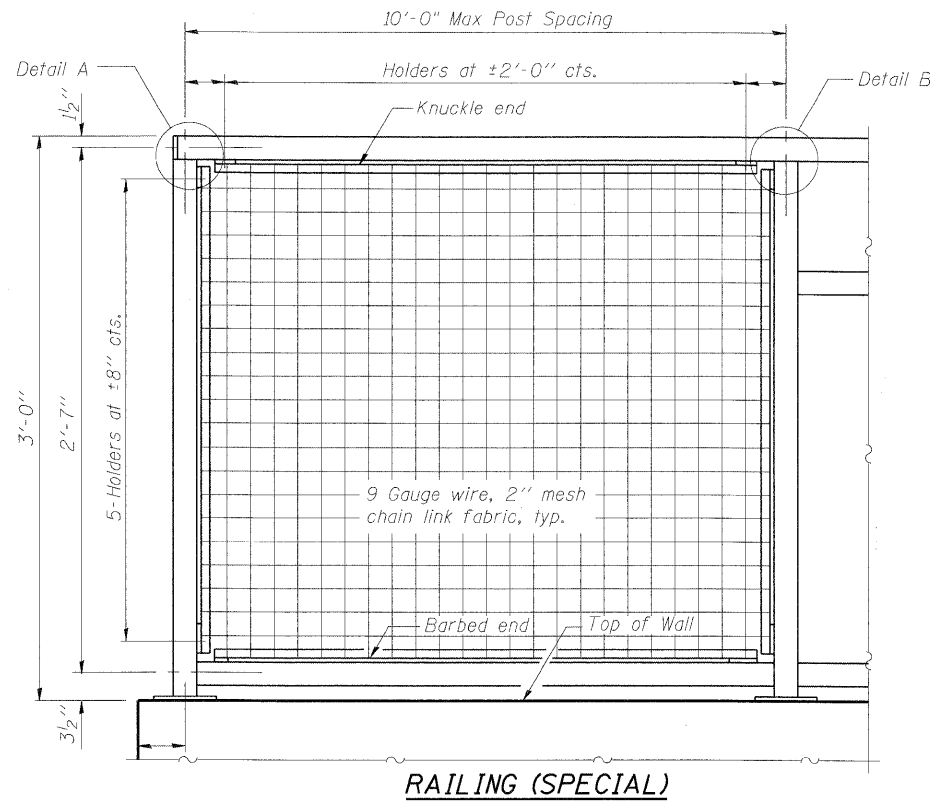 10'-0" Max Post Spacing
Detail A
Holders at ±2'-0" cts.
Detail B
1½"
Knuckle end
3'-0"
2'-7"
5-Holders at ±8" cts.
9 Gauge wire, 2" mesh
chain link fabric, typ.
Barbed end
Top of Wall
3½"
RAILING (SPECIAL)